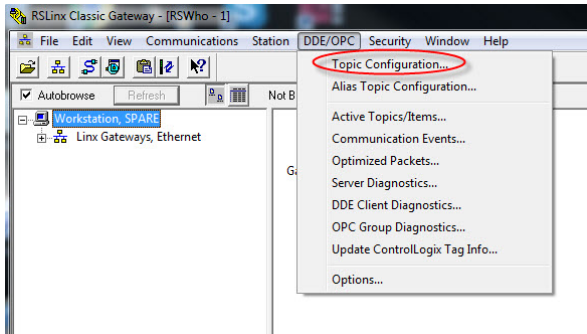 RSLinx Classic Gateway - [RSWho - 1]
File Edit View Communications Station DDE/OPC Security Window Help
Topic Configuration...
Autobrowse Refresh Not B
Alias Topic Configuration...
Workstation, SPARE
Active Topics/Items...
Linx Gateways, Ethernet
Communication Events...
Optimized Packets...
Server Diagnostics...
DDE Client Diagnostics...
OPC Group Diagnostics...
Update ControlLogix Tag Info...
Options...